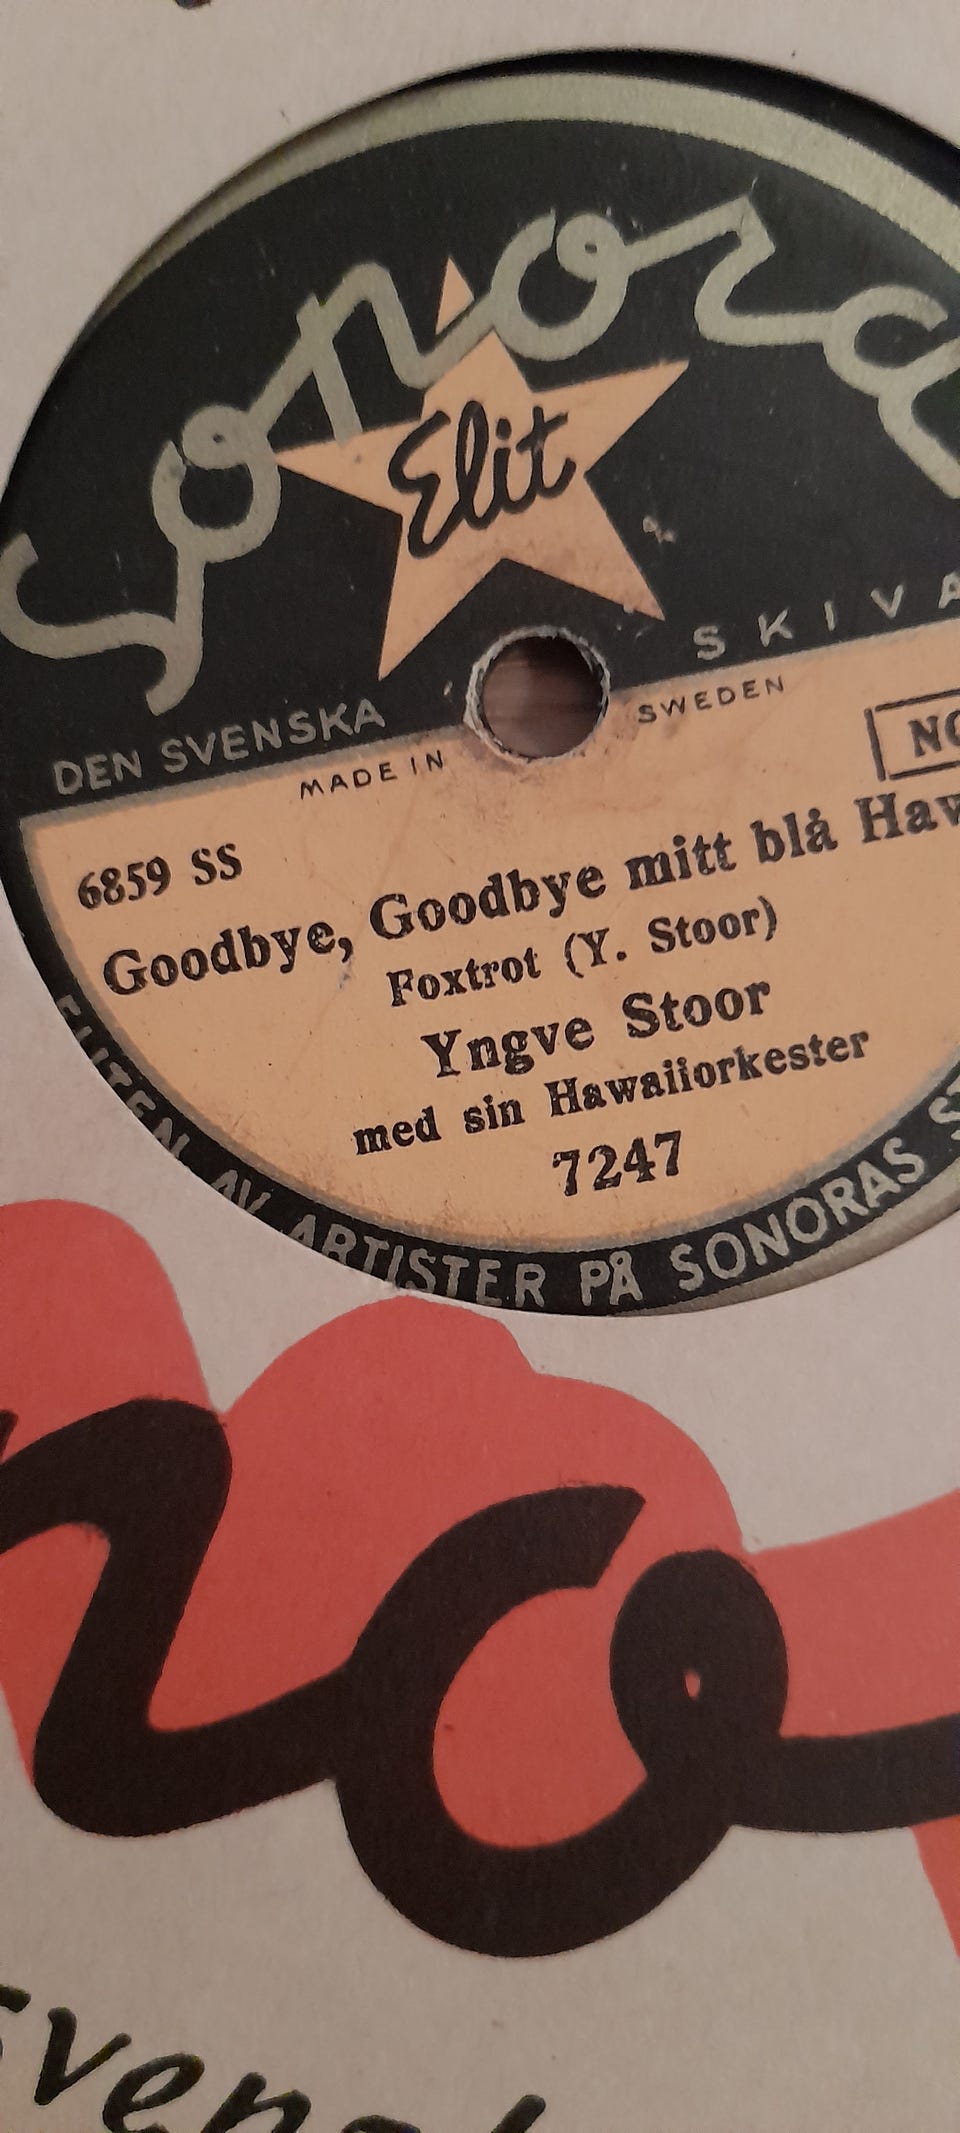 Sonora
Elit
DEN SVENSKA SKIVA
MADE IN SWEDEN
6859 SS
Goodbye, Goodbye mitt blå
Foxtrot (Y. Stoor)
Yngve Stoor
med sin Hawaiiorkester
7247
ELITEN AV ARTISTER PÅ SONORAS